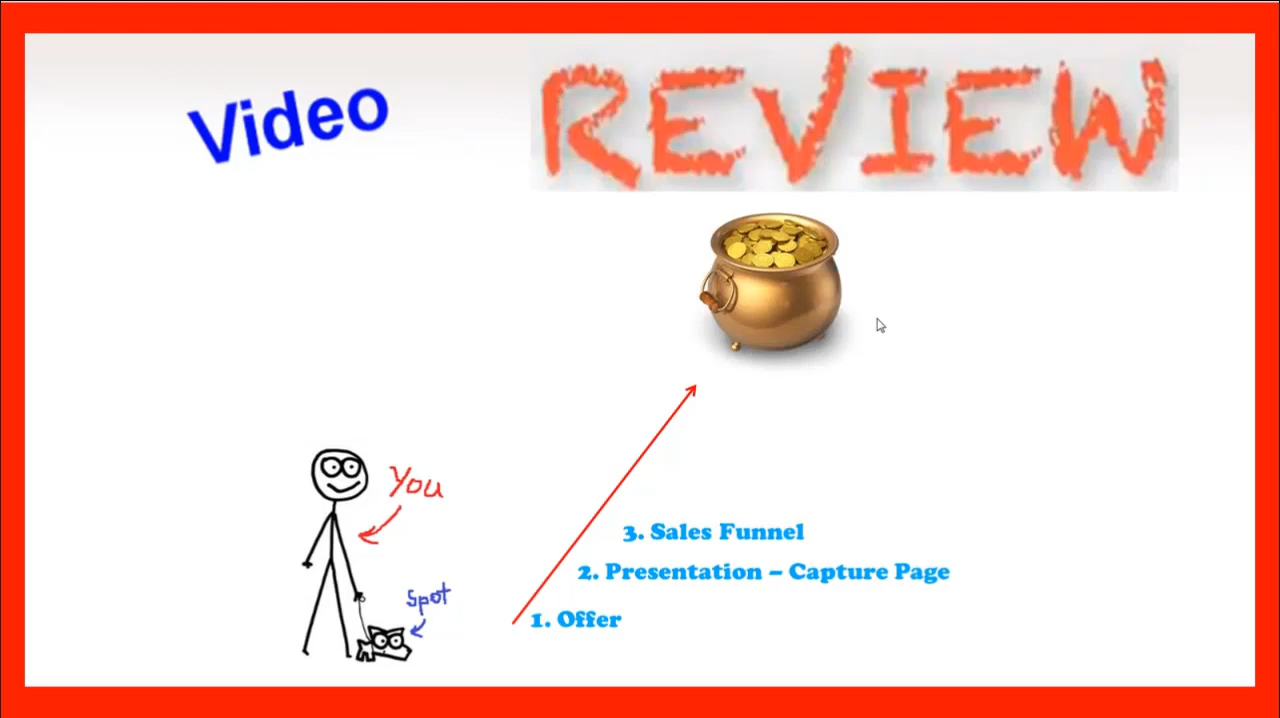 Video
REVIEW
You
3. Sales Funnel
2. Presentation – Capture Page
Spot
1. Offer